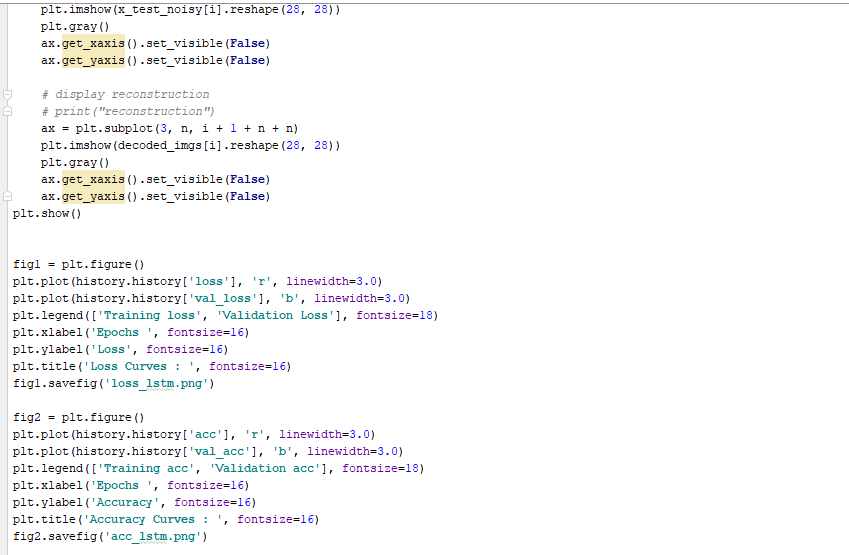 plt.imshow(x_test_noisy[i].reshape(28, 28))
    plt.gray()
    ax.get_xaxis().set_visible(False)
    ax.get_yaxis().set_visible(False)

    # display reconstruction
    # print("reconstruction")
    ax = plt.subplot(3, n, i + 1 + n + n)
    plt.imshow(decoded_imgs[i].reshape(28, 28))
    plt.gray()
    ax.get_xaxis().set_visible(False)
    ax.get_yaxis().set_visible(False)
plt.show()


fig1 = plt.figure()
plt.plot(history.history['loss'], 'r', linewidth=3.0)
plt.plot(history.history['val_loss'], 'b', linewidth=3.0)
plt.legend(['Training loss', 'Validation Loss'], fontsize=18)
plt.xlabel('Epochs ', fontsize=16)
plt.ylabel('Loss', fontsize=16)
plt.title('Loss Curves : ', fontsize=16)
fig1.savefig('loss_lstm.png')

fig2 = plt.figure()
plt.plot(history.history['acc'], 'r', linewidth=3.0)
plt.plot(history.history['val_acc'], 'b', linewidth=3.0)
plt.legend(['Training acc', 'Validation acc'], fontsize=18)
plt.xlabel('Epochs ', fontsize=16)
plt.ylabel('Accuracy', fontsize=16)
plt.title('Accuracy Curves : ', fontsize=16)
fig2.savefig('acc_lstm.png')